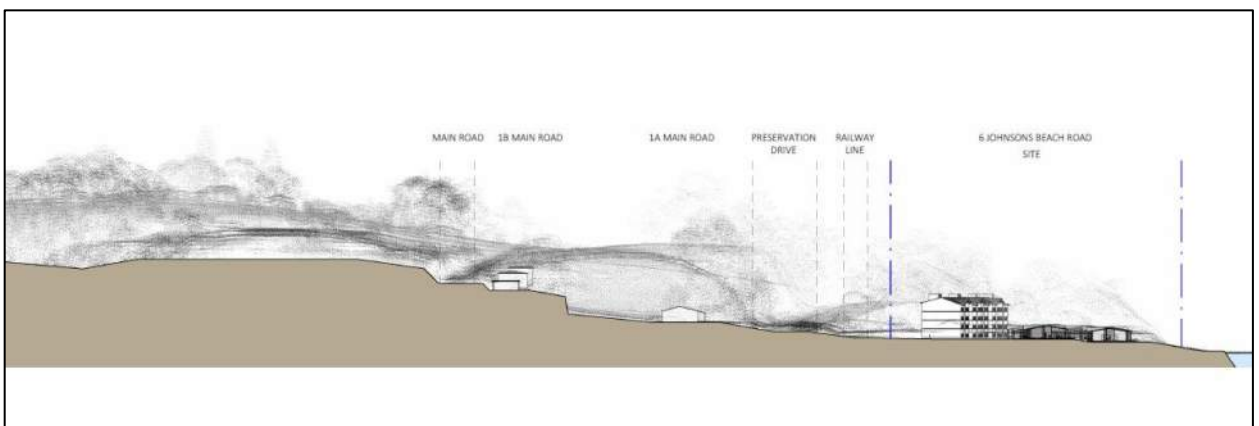 MAIN ROAD
1B MAIN ROAD
1A MAIN ROAD
PRESERVATION
DRIVE
RAILWAY
LINE
6 JOHNSONS BEACH ROAD
SITE